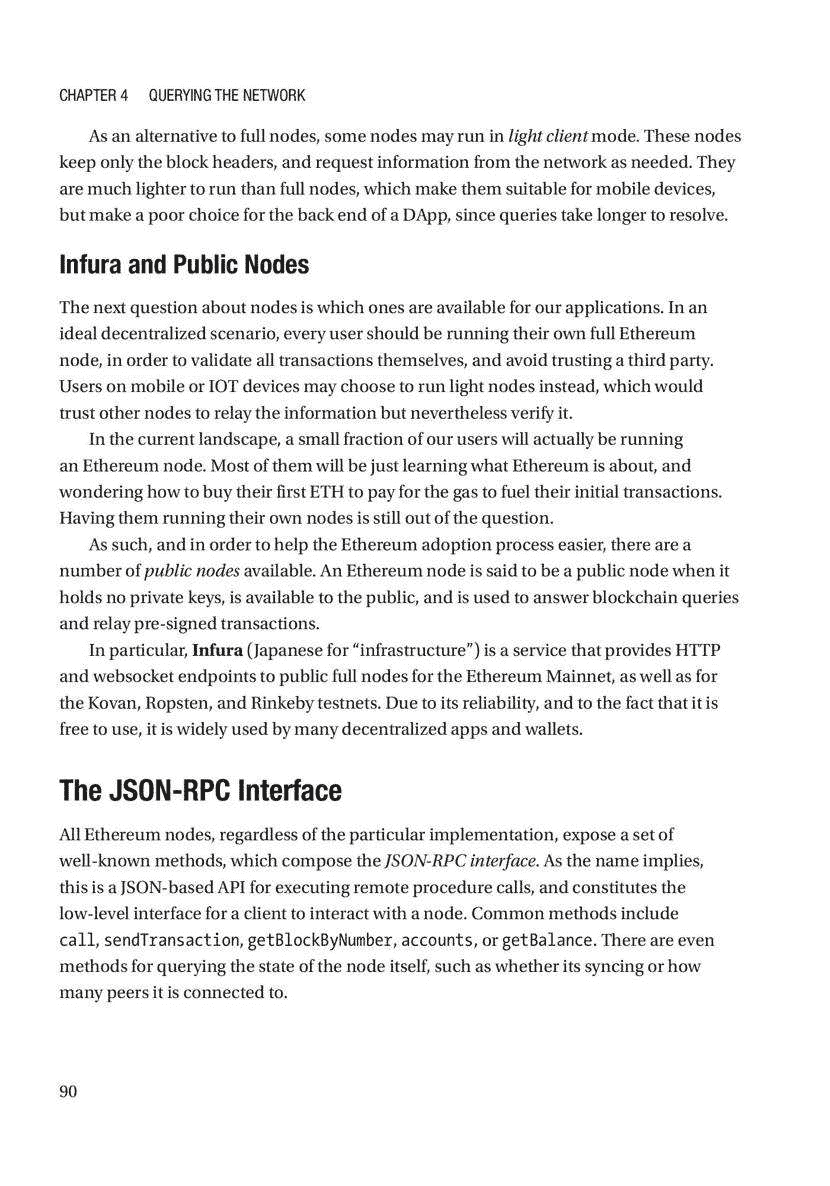 CHAPTER 4 QUERYING THE NETWORK
As an alternative to full nodes, some nodes may run in light client mode. These nodes
keep only the block headers, and request information from the network as needed. They
are much lighter to run than full nodes, which make them suitable for mobile devices,
but make a poor choice for the back end of a DApp, since queries take longer to resolve.
Infura and Public Nodes
The next question about nodes is which ones are available for our applications. In an
ideal decentralized scenario, every user should be running their own full Ethereum
node, in order to validate all transactions themselves, and avoid trusting a third party.
Users on mobile or IOT devices may choose to run light nodes instead, which would
trust other nodes to relay the information but nevertheless verify it.
In the current landscape, a small fraction of our users will actually be running
an Ethereum node. Most of them will be just learning what Ethereum is about, and
wondering how to buy their first ETH to pay for the gas to fuel their initial transactions.
Having them running their own nodes is still out of the question.
As such, and in order to help the Ethereum adoption process easier, there are a
number of public nodes available. An Ethereum node is said to be a public node when it
holds no private keys, is available to the public, and is used to answer blockchain queries
and relay pre-signed transactions.
In particular, Infura (Japanese for “infrastructure”) is a service that provides HTTP
and websocket endpoints to public full nodes for the Ethereum Mainnet, as well as for
the Kovan, Ropsten, and Rinkeby testnets. Due to its reliability, and to the fact that it is
free to use, it is widely used by many decentralized apps and wallets.
The JSON-RPC Interface
All Ethereum nodes, regardless of the particular implementation, expose a set of
well-known methods, which compose the JSON-RPC interface. As the name implies,
this is a JSON-based API for executing remote procedure calls, and constitutes the
low-level interface for a client to interact with a node. Common methods include
call, sendTransaction, getBlockByNumber, accounts, or getBalance. There are even
methods for querying the state of the node itself, such as whether its syncing or how
many peers it is connected to.
90